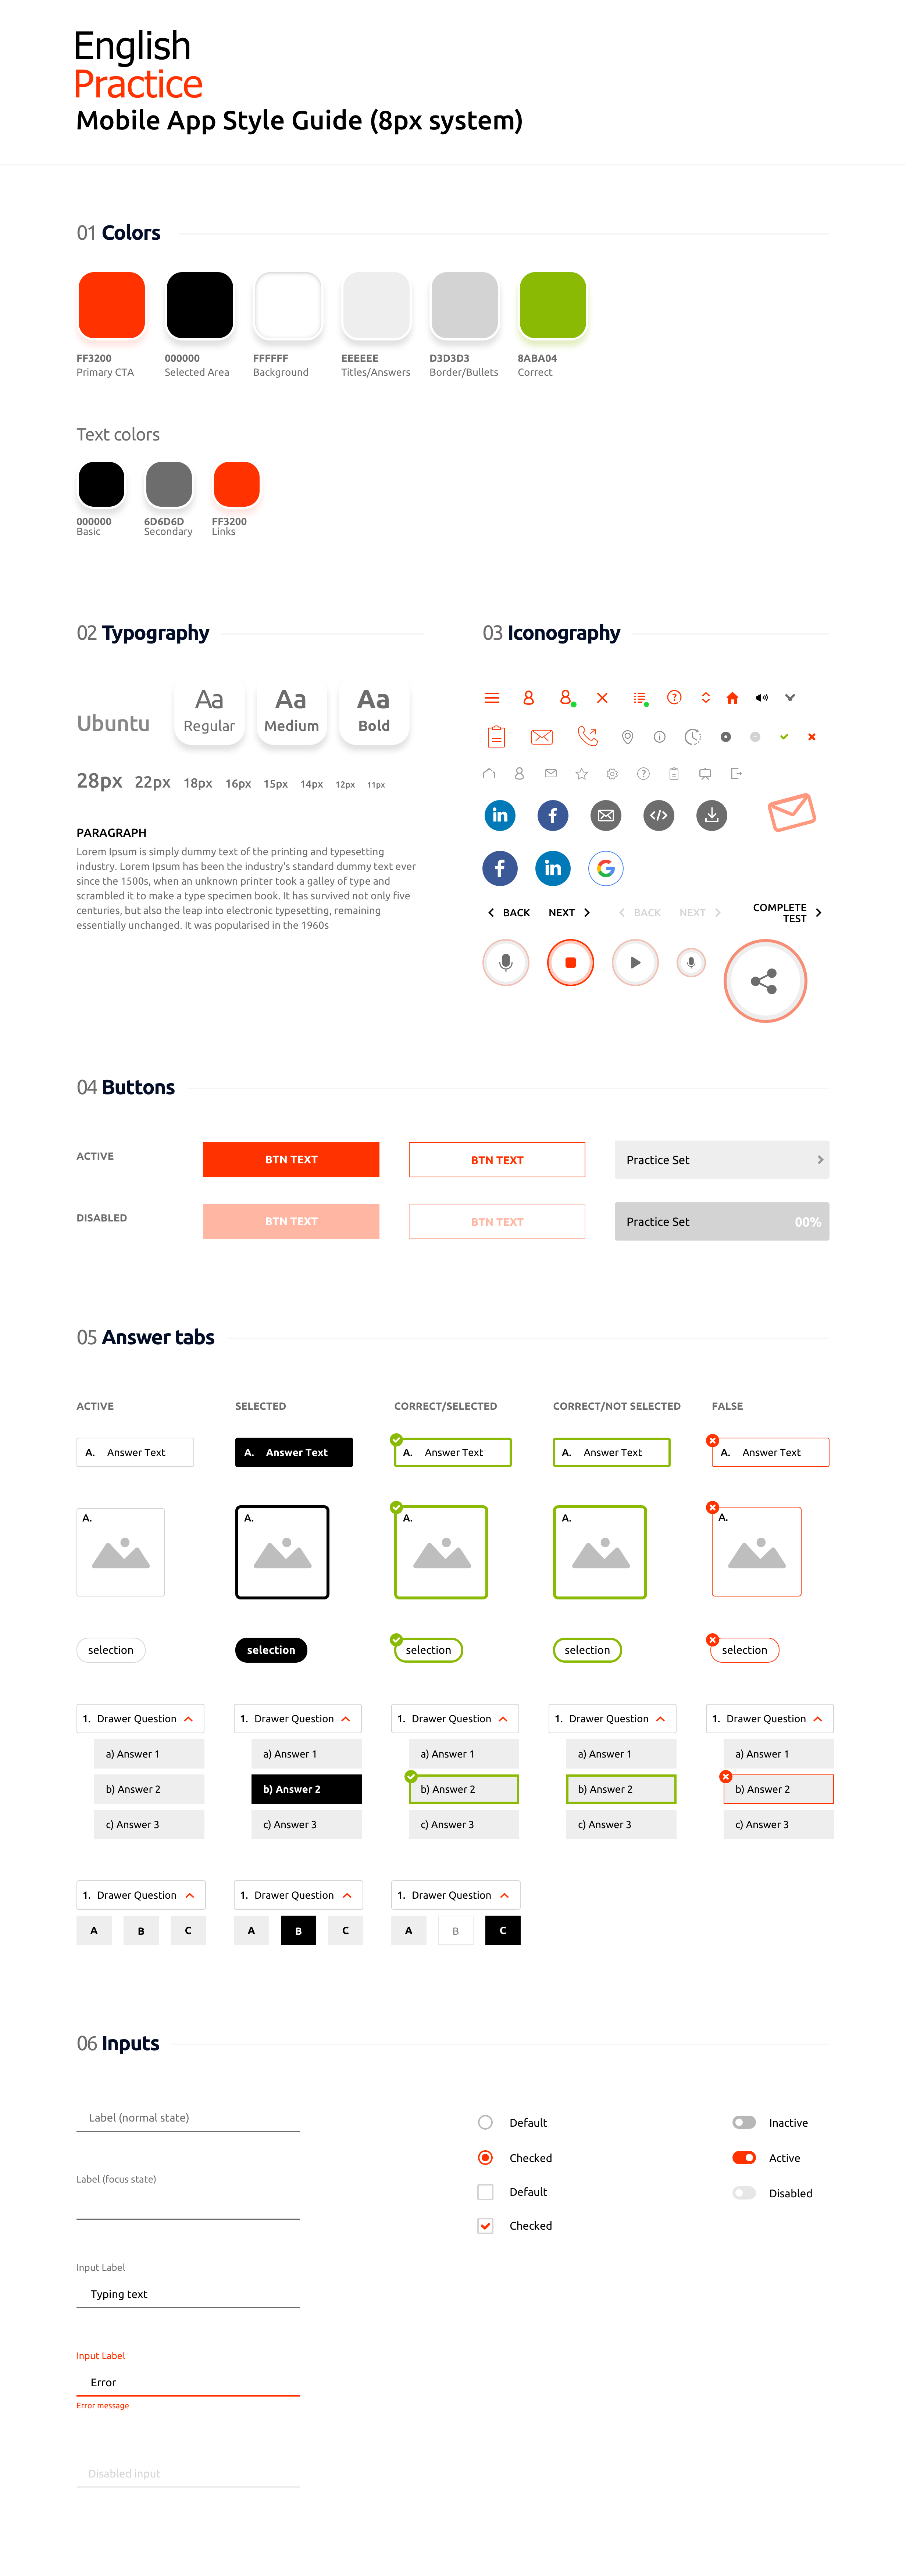 English
Practice
Mobile App Style Guide (8px system)
01 Colors
FF3200 000000 FFFFFF EEEEEE D3D3D3 8ABA04
Primary CTA Selected Area Background Titles/Answers Border/Bullets Correct
Text colors
000000 6D6D6D FF3200
Basic Secondary Links
02 Typography
Ubuntu
Aa Aa Aa
Regular Medium Bold
28px 22px 18px 16px 15px 14px 12px 11px
PARAGRAPH
Lorem Ipsum is simply dummy text of the printing and typesetting
industry. Lorem Ipsum has been the industry's standard dummy text ever
since the 1500s, when an unknown printer took a galley of type and
scrambled it to make a type specimen book. It has survived not only five
centuries, but also the leap into electronic typesetting, remaining
essentially unchanged. It was popularised in the 1960s
03 Iconography
in f </>
f in G
BACK NEXT BACK NEXT COMPLETE
TEST
04 Buttons
ACTIVE BTN TEXT BTN TEXT Practice Set
DISABLED BTN TEXT BTN TEXT Practice Set 00%
05 Answer tabs
ACTIVE SELECTED CORRECT/SELECTED CORRECT/NOT SELECTED FALSE
A. Answer Text A. Answer Text A. Answer Text A. Answer Text A. Answer Text
A. A. A. A. A.
selection selection selection selection selection
1. Drawer Question 1. Drawer Question 1. Drawer Question 1. Drawer Question 1. Drawer Question
a) Answer 1 a) Answer 1 a) Answer 1 a) Answer 1 a) Answer 1
b) Answer 2 b) Answer 2 b) Answer 2 b) Answer 2 b) Answer 2
c) Answer 3 c) Answer 3 c) Answer 3 c) Answer 3 c) Answer 3
1. Drawer Question 1. Drawer Question 1. Drawer Question
A B C A B C A B C
06 Inputs
Label (normal state)
Label (focus state)
Input Label
Typing text
Input Label
Error
Error message
Disabled input
Default
Checked
Default
Checked
Inactive
Active
Disabled